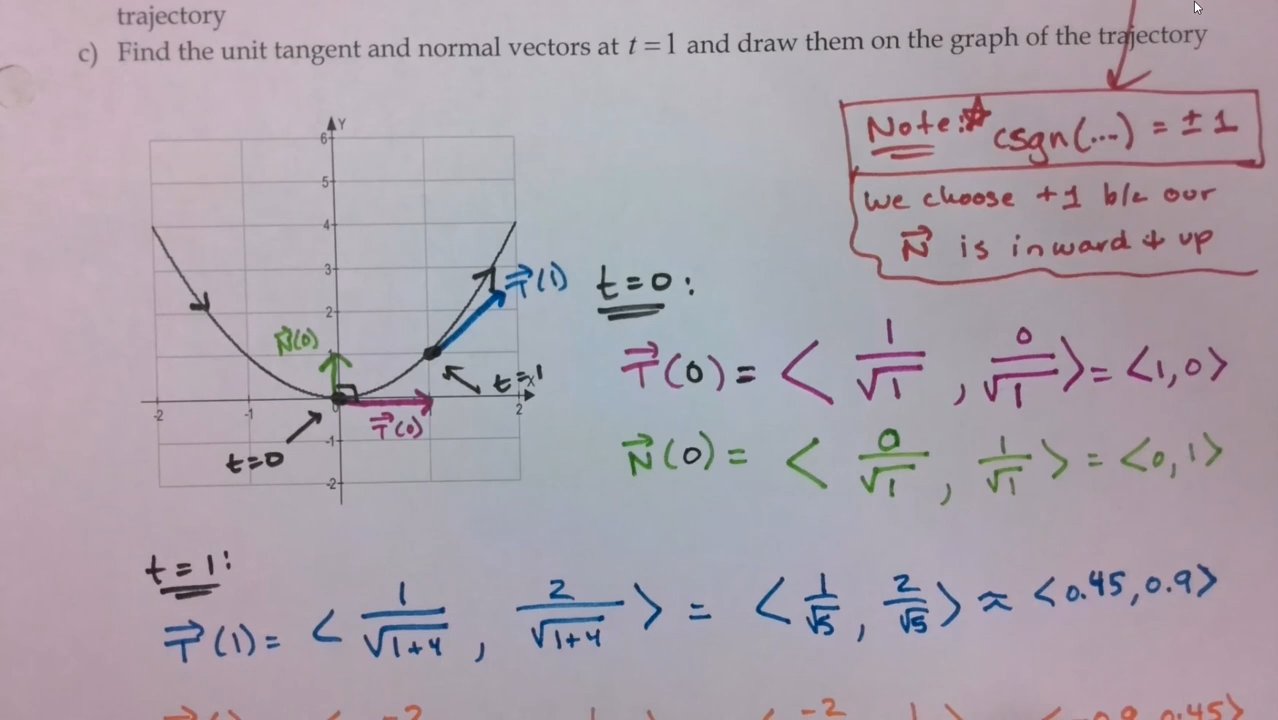 trajectory
c) Find the unit tangent and normal vectors at t = 1 and draw them on the graph of the trajectory
Note:☆ csgn(...) = ±1
we choose +1 b/c our
N⃗ is inward + up
Y
6
5
4
3
2
-1
-2
-2
-1
2
x
N⃗(0)
T⃗(1)
T⃗(0)
t=0
t=1
t=0:
T⃗(0) = < 1/√1 , 0/√1 > = <1,0>
N⃗(0) = < 0/√1 , 1/√1 > = <0,1>
t=1:
T⃗(1) = < 1/√1+4 , 2/√1+4 > = < 1/√5 , 2/√5 > ≈ <0.45, 0.9>